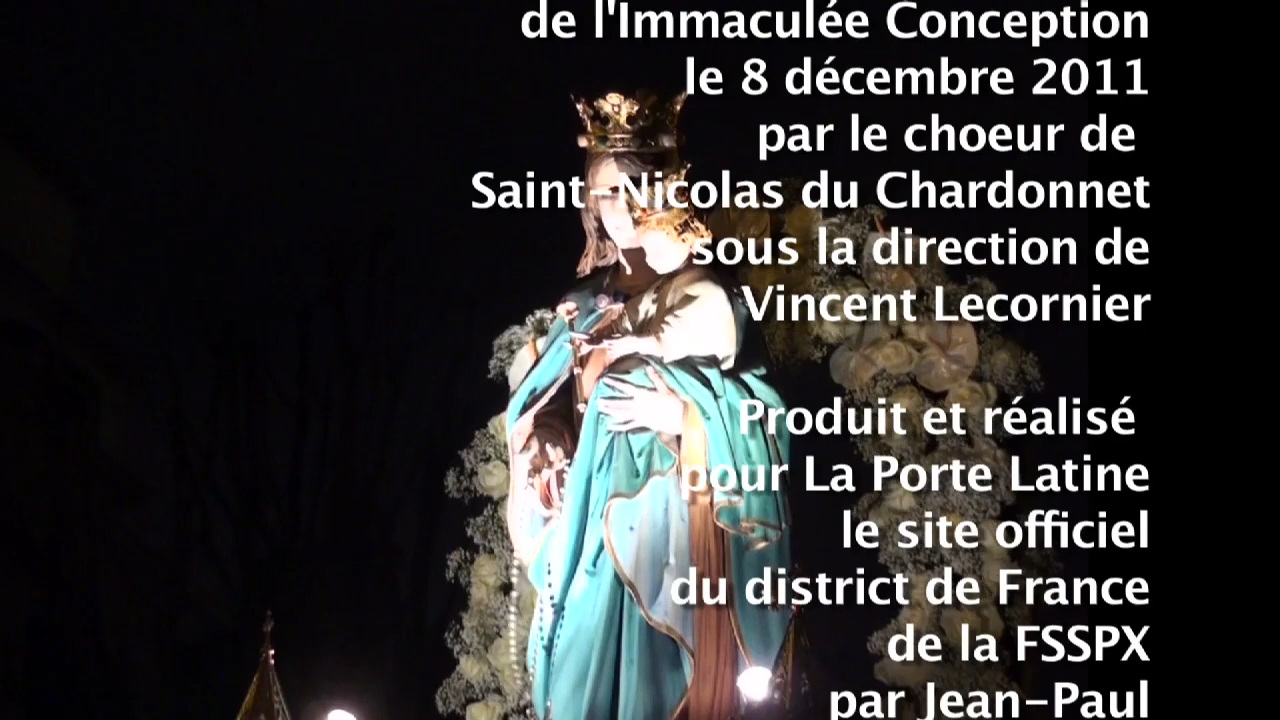 de l'Immaculée Conception
le 8 décembre 2011
par le choeur de
Saint-Nicolas du Chardonnet
sous la direction de
Vincent Lecornier
Produit et réalisé
pour La Porte Latine
le site officiel
du district de France
de la FSSPX
par Jean-Paul